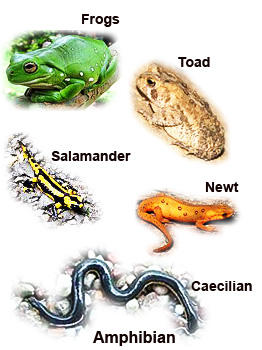 Frogs
Toad
Salamander
Newt
Caecilian
Amphibian